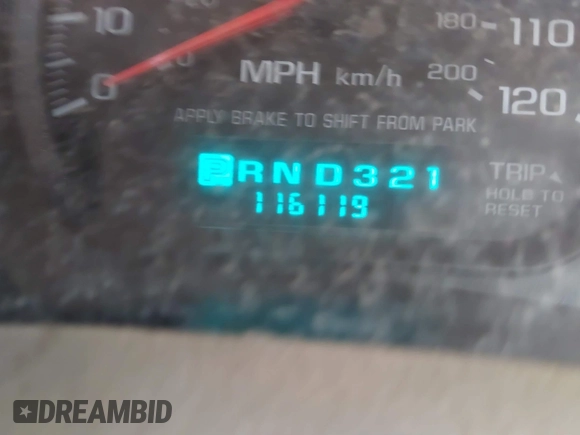 180 110
10
20
0
MPH km/h 200 120
APPLY BRAKE TO SHIFT FROM PARK
PRND321
TRIP
116119
HOLD TO
RESET
DREAMBID